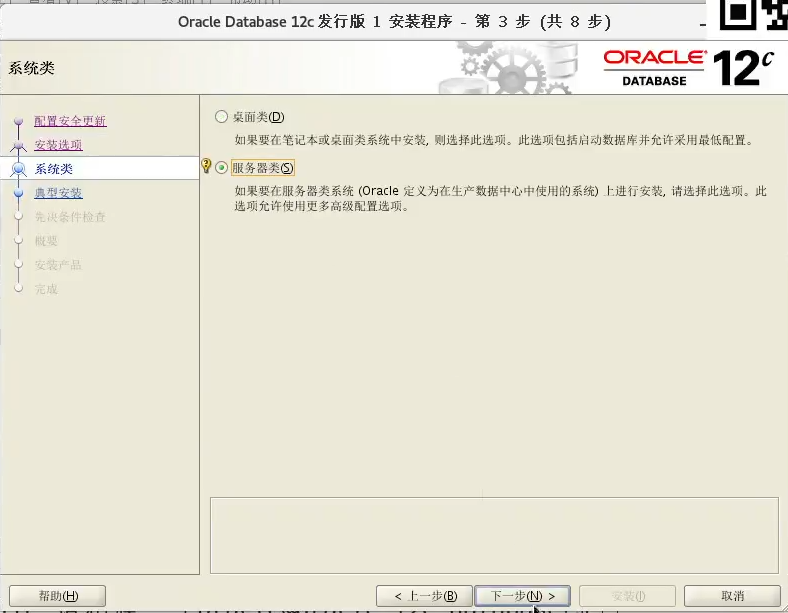 Oracle Database 12c 发行版 1 安装程序 - 第 3 步 (共 8 步)
系统类
ORACLE
DATABASE
12c
配置安全更新
安装选项
系统类
典型安装
先决条件检查
概要
安装产品
完成
桌面类(D)
如果要在笔记本或桌面类系统中安装, 则选择此选项。此选项包括启动数据库并允许采用最低配置。
服务器类(S)
如果要在服务器类系统 (Oracle 定义为在生产数据中心中使用的系统) 上进行安装, 请选择此选项。此
选项允许使用更多高级配置选项。
帮助(H)
< 上一步(B)
下一步(N) >
安装(I)
取消